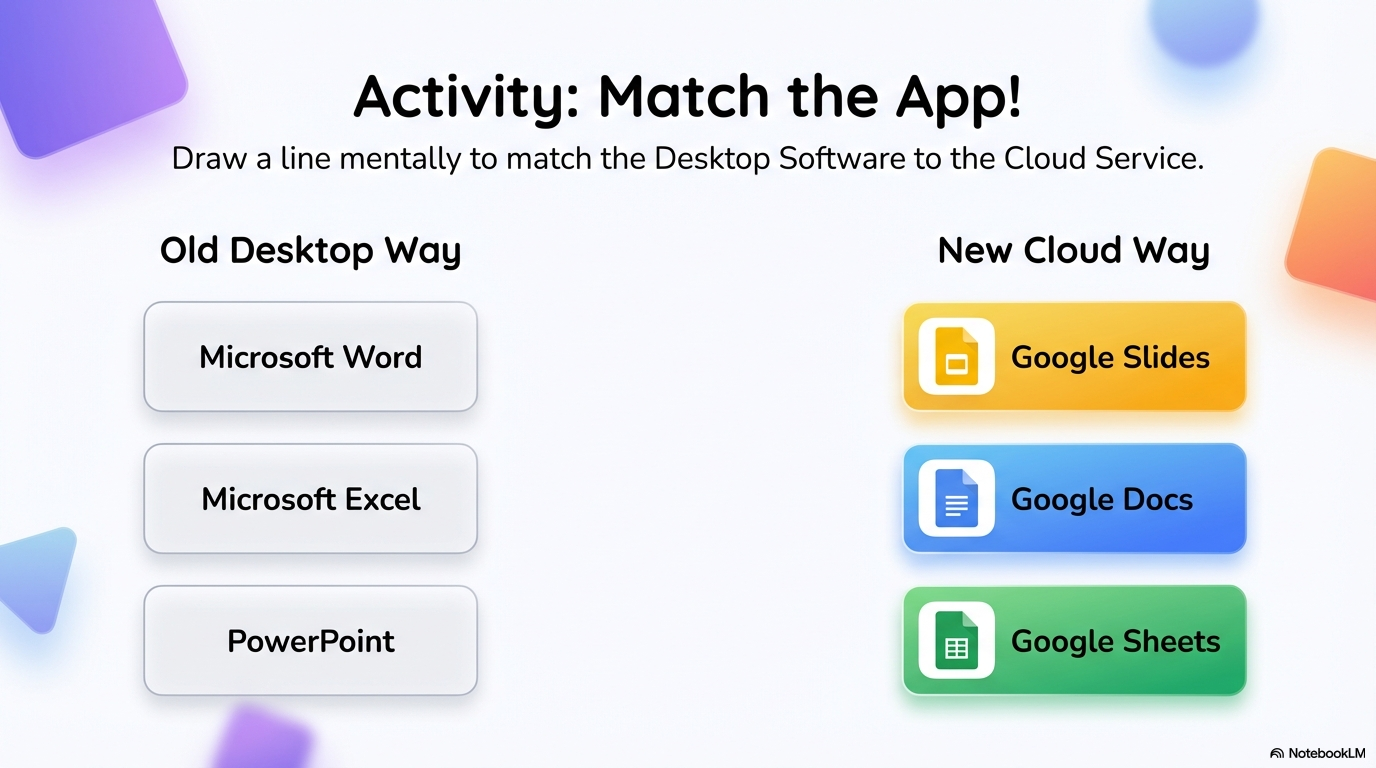 Activity: Match the App!
Draw a line mentally to match the Desktop Software to the Cloud Service.
Old Desktop Way
New Cloud Way
Microsoft Word
Google Slides
Microsoft Excel
Google Docs
PowerPoint
Google Sheets
NotebookLM